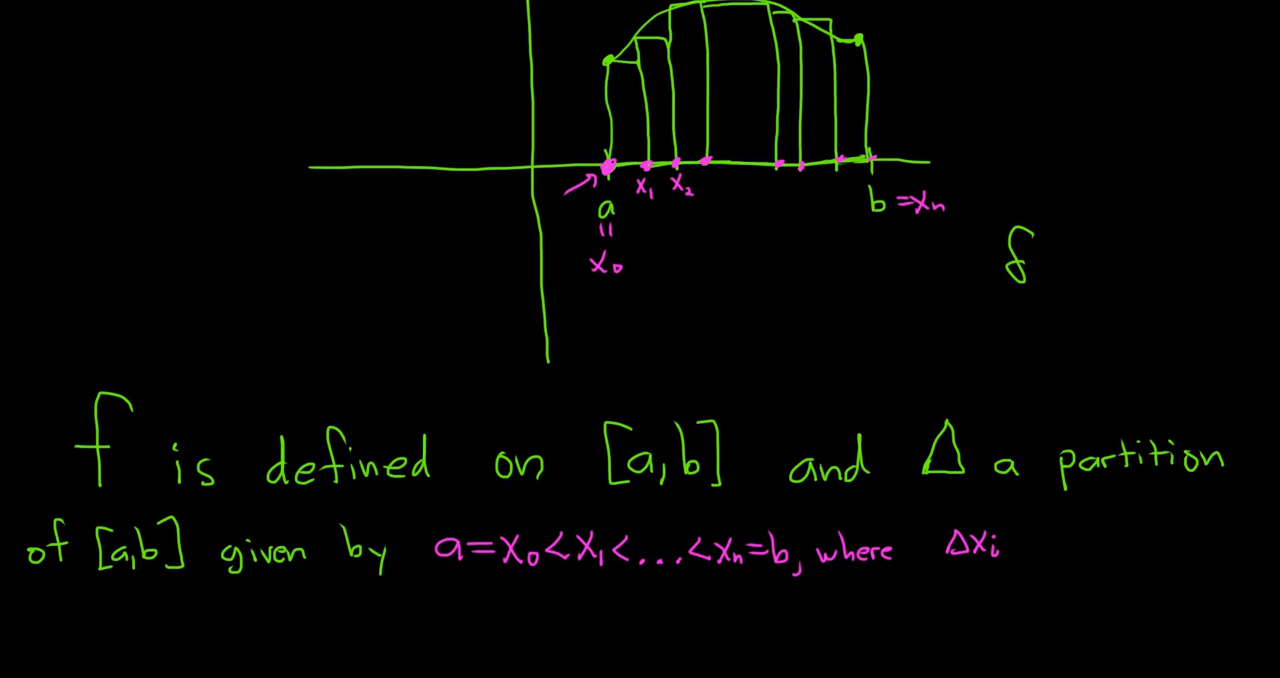 x₁ x₂
a b =xₙ
॥
x₀
f
f is defined on [a,b] and Δ a partition
of [a,b] given by a=x₀<x₁<...<xₙ=b, where Δxᵢ